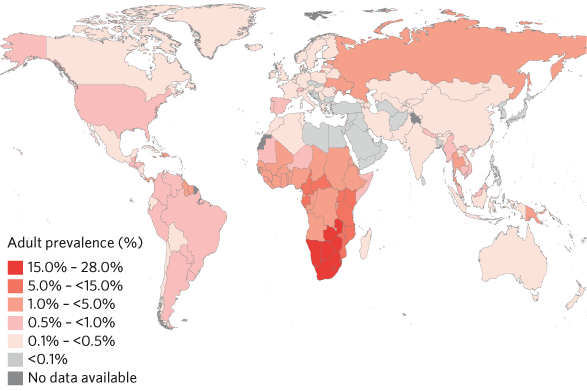 Adult prevalence (%)
15.0% – 28.0%
5.0% – <15.0%
1.0% – <5.0%
0.5% – <1.0%
0.1% – <0.5%
<0.1%
No data available